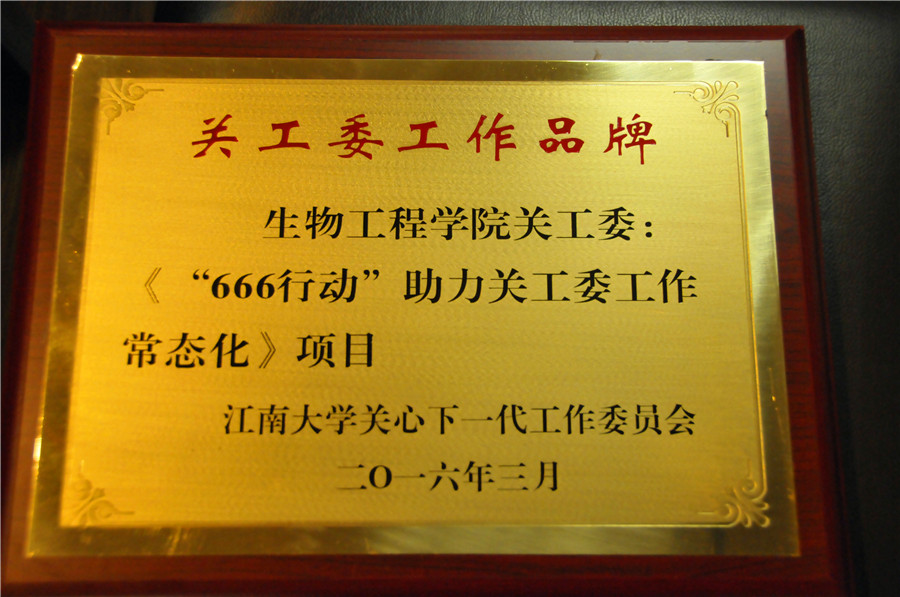 关工委工作品牌
生物工程学院关工委：
《“666行动”助力关工委工作
常态化》项目
江南大学关心下一代工作委员会
二O一六年三月